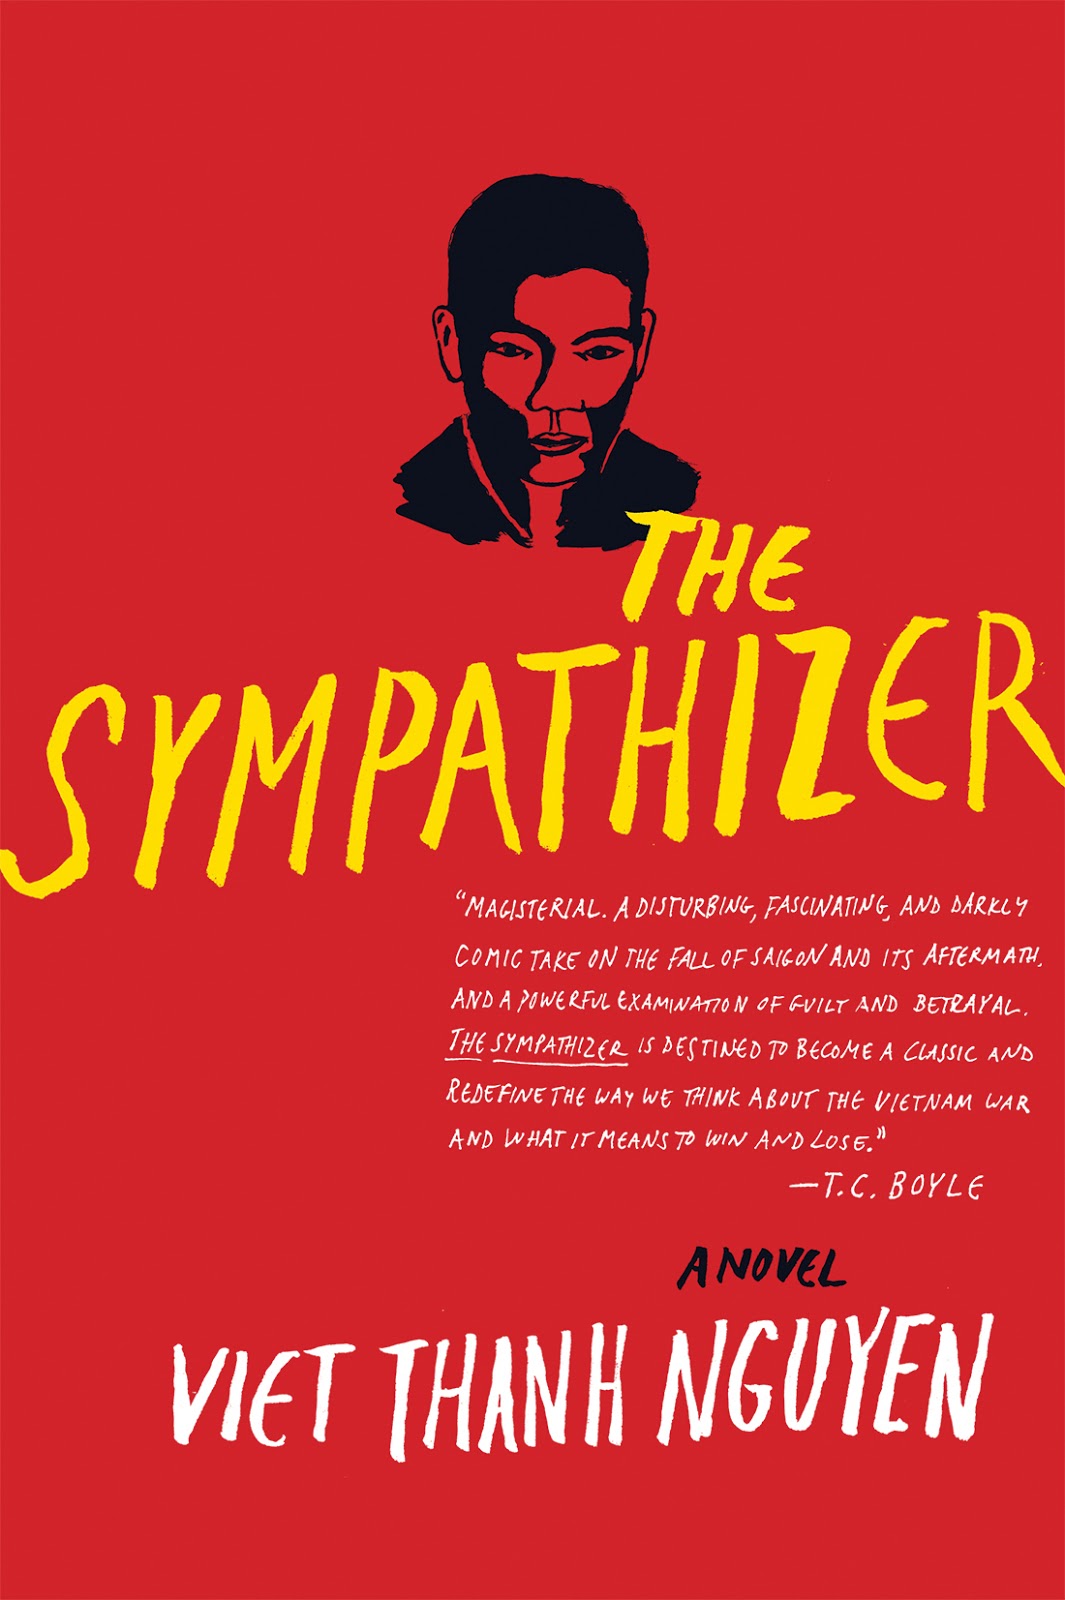 THE
SYMPATHIZER
“MAGISTERIAL. A DISTURBING, FASCINATING, AND DARKLY
COMIC TAKE ON THE FALL OF SAIGON AND ITS AFTERMATH,
AND A POWERFUL EXAMINATION OF GUILT AND BETRAYAL.
THE SYMPATHIZER IS DESTINED TO BECOME A CLASSIC AND
REDEFINE THE WAY WE THINK ABOUT THE VIETNAM WAR
AND WHAT IT MEANS TO WIN AND LOSE.”
—T.C. BOYLE
A NOVEL
VIET THANH NGUYEN